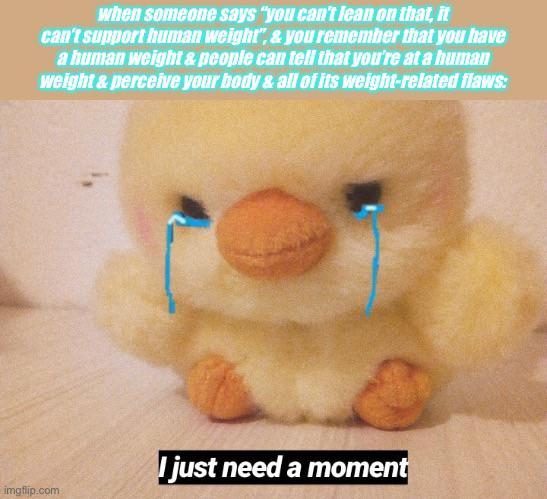 when someone says "you can't lean on that, it
can't support human weight", & you remember that you have
a human weight & people can tell that you're at a human
weight & perceive your body & all of its weight-related flaws:
I just need a moment
imgflip.com